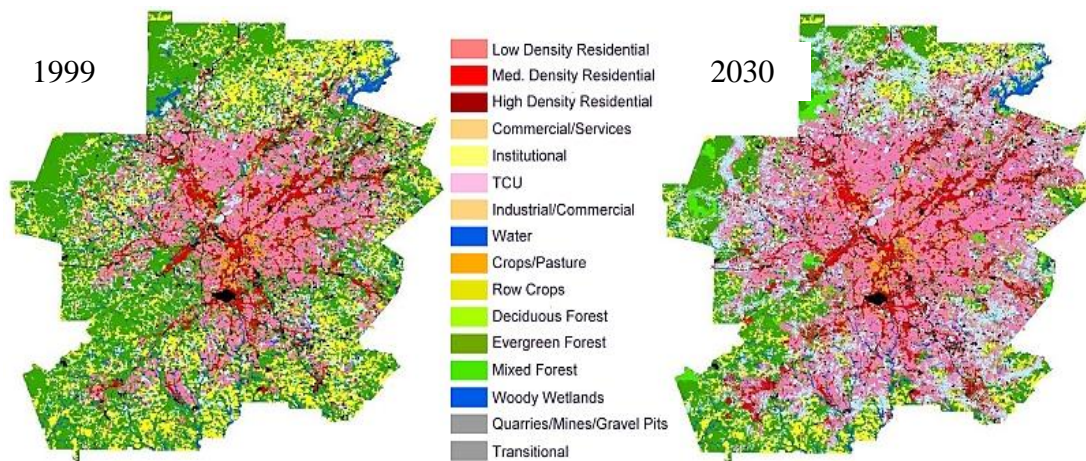 1999
Low Density Residential
Med. Density Residential
High Density Residential
Commercial/Services
Institutional
TCU
Industrial/Commercial
Water
Crops/Pasture
Row Crops
Deciduous Forest
Evergreen Forest
Mixed Forest
Woody Wetlands
Quarries/Mines/Gravel Pits
Transitional
2030